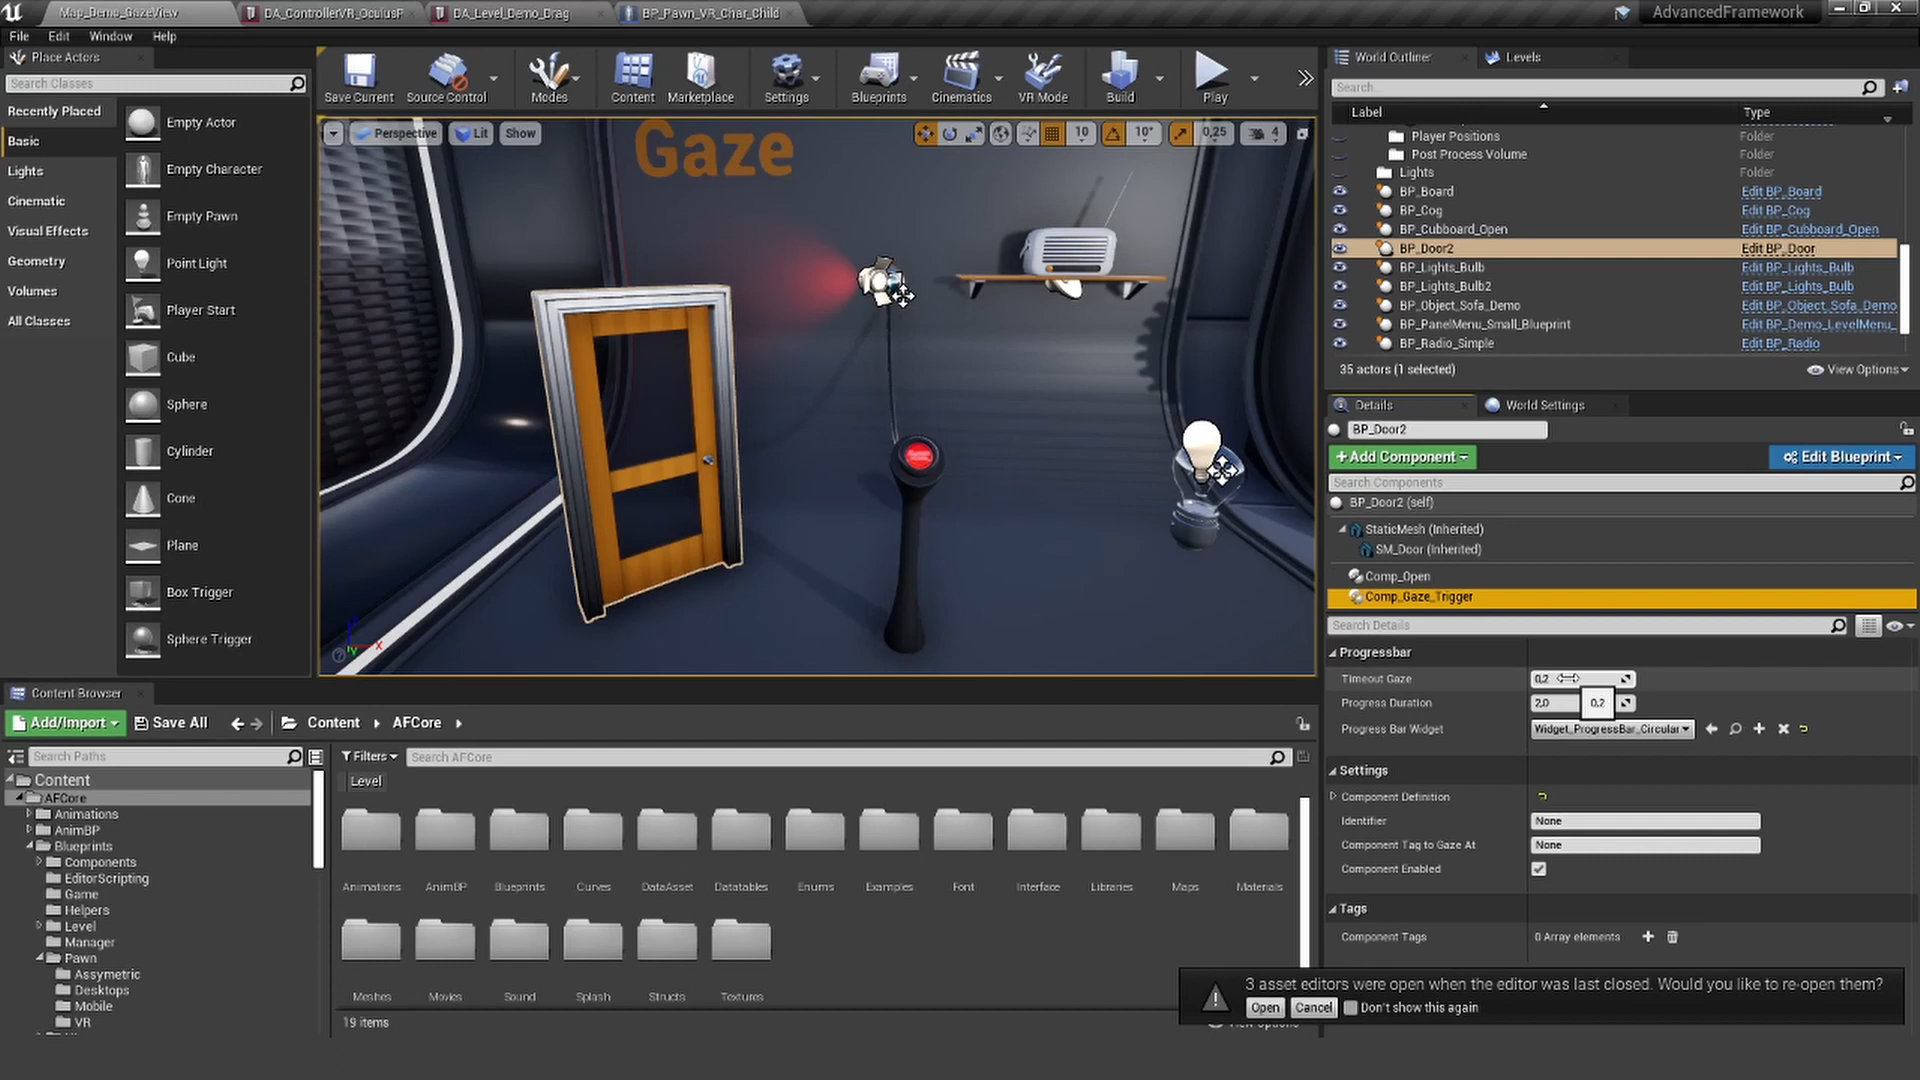 Map_Demo_GazeView
DA_ControllerVR_OculusP
DA_Level_Demo_Drag
BP_Pawn_VR_Char_Child
AdvancedFramework
File Edit Window Help
Place Actors
Search Classes
Recently Placed
Basic
Lights
Cinematic
Visual Effects
Geometry
Volumes
All Classes
Empty Actor
Empty Character
Empty Pawn
Point Light
Player Start
Cube
Sphere
Cylinder
Cone
Plane
Box Trigger
Sphere Trigger
Save Current
Source Control
Modes
Content
Marketplace
Settings
Blueprints
Cinematics
VR Mode
Build
Play
Perspective
Lit
Show
10
10°
0,25
4
Gaze
World Outliner
Levels
Search...
Label Type
Player Positions Folder
Post Process Volume Folder
Lights Folder
BP_Board Edit BP_Board
BP_Cog Edit BP_Cog
BP_Cubboard_Open Edit BP_Cubboard_Open
BP_Door2 Edit BP_Door
BP_Lights_Bulb Edit BP_Lights_Bulb
BP_Lights_Bulb2 Edit BP_Lights_Bulb
BP_Object_Sofa_Demo Edit BP_Object_Sofa_Demo
BP_PanelMenu_Small_Blueprint Edit BP_Demo_LevelMenu_
BP_Radio_Simple Edit BP_Radio
35 actors (1 selected)
View Options
Details
World Settings
BP_Door2
+Add Component
Edit Blueprint
Search Components
BP_Door2 (self)
StaticMesh (Inherited)
SM_Door (Inherited)
Comp_Open
Comp_Gaze_Trigger
Search Details
Progressbar
Timeout Gaze 0,2
Progress Duration 2,0
0,2
Progress Bar Widget Widget_ProgressBar_Circular
Settings
Component Definition
Identifier None
Component Tag to Gaze At None
Component Enabled
Tags
Component Tags 0 Array elements
Content Browser
Add/Import
Save All
Content
AFCore
Search Paths
Filters
Search AFCore
Level
Content
AFCore
Animations
AnimBP
Blueprints
Components
EditorScripting
Game
Helpers
Level
Manager
Pawn
Assymetric
Desktops
Mobile
VR
Animations AnimBP Blueprints Curves DataAsset Datatables Enums Examples Font Interface Libraries Maps Materials
Meshes Movies Sound Splash Structs Textures
19 items
3 asset editors were open when the editor was last closed. Would you like to re-open them?
Open
Cancel
Don't show this again
View Options